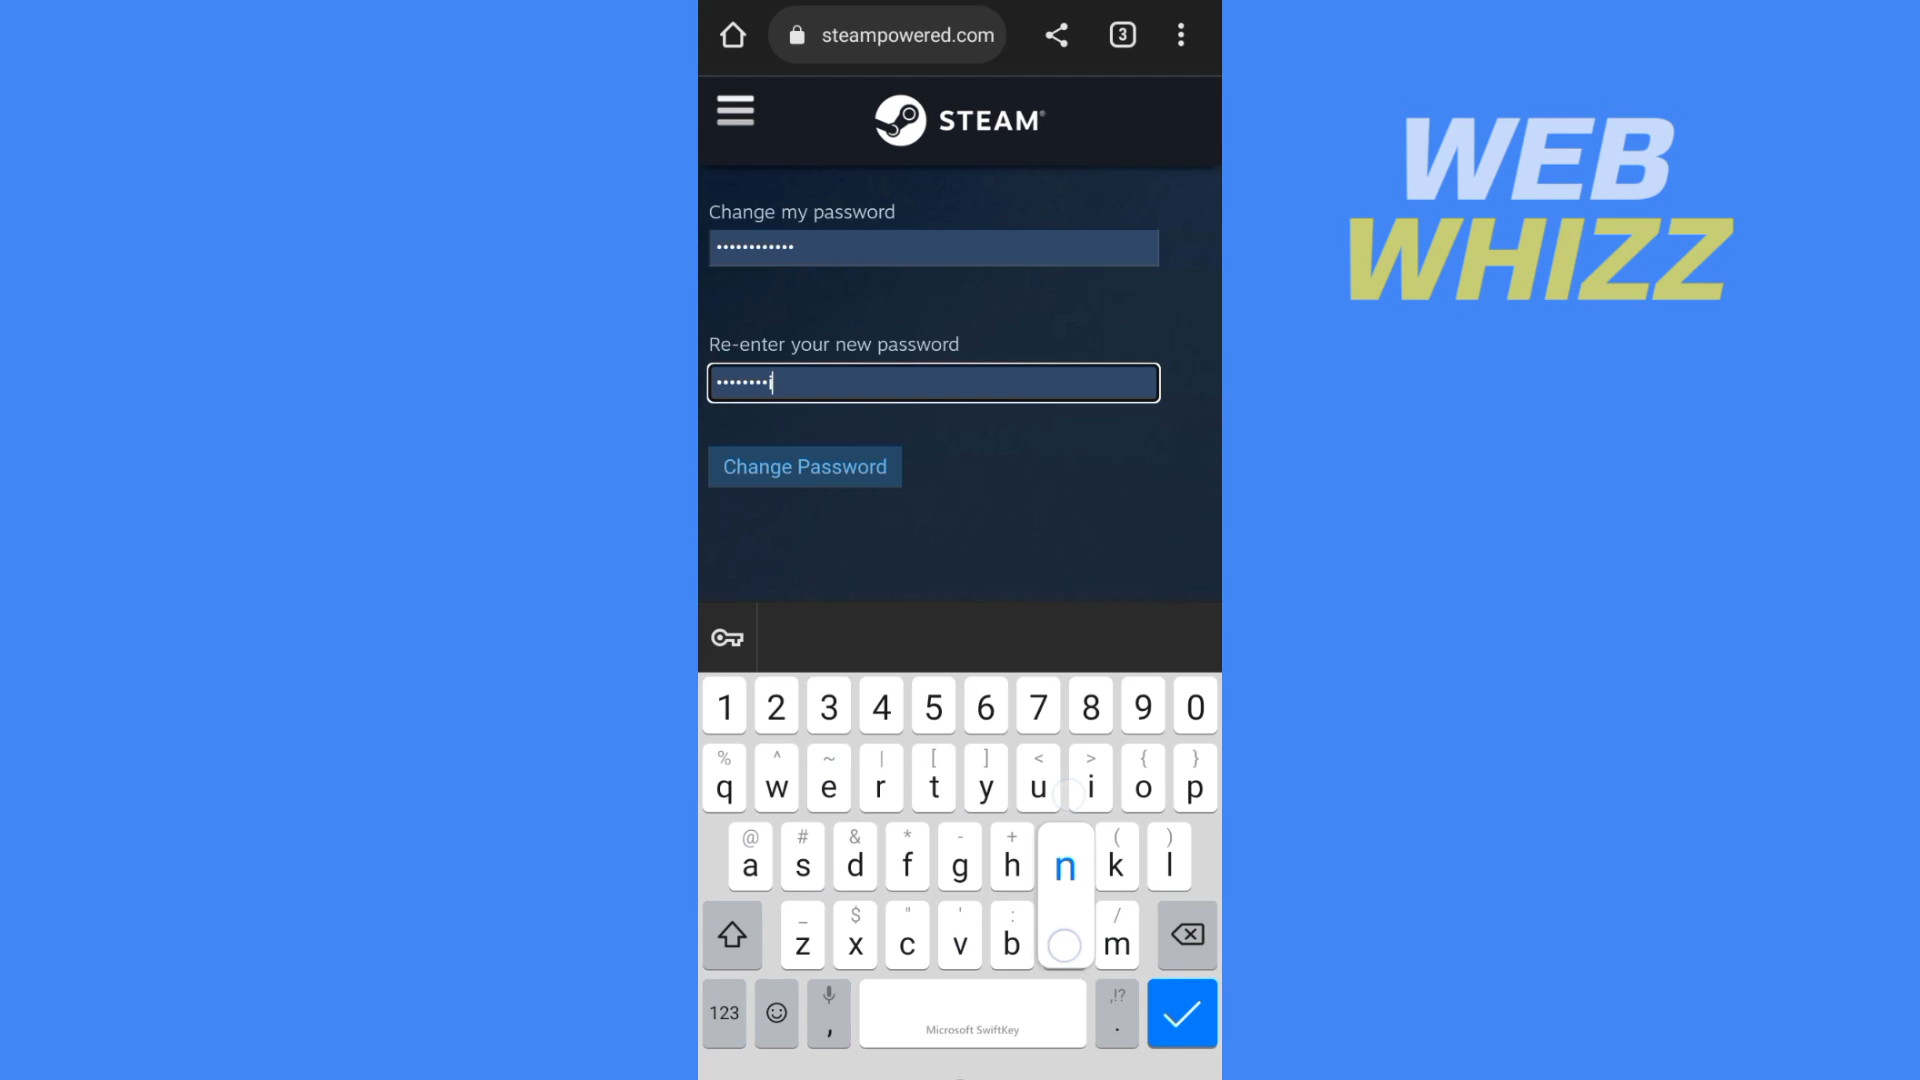 steampowered.com
3
STEAM®
WEB
WHIZZ
Change my password
••••••••••••
Re-enter your new password
••••••••i
Change Password
1 2 3 4 5 6 7 8 9 0
% ^ ~ | [ ] < > { }
q w e r t y u i o p
@ # & * - + ( )
a s d f g h n k l
_ $ " ' : /
z x c v b m
123 , Microsoft SwiftKey ,!? .